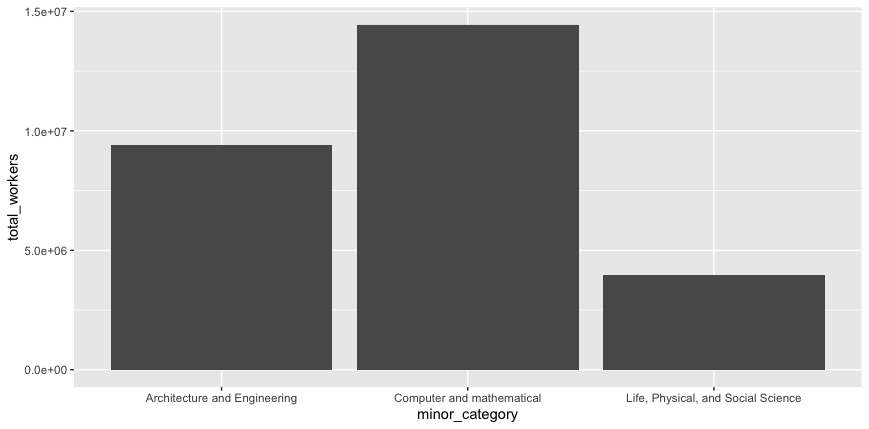 1.5e+07
1.0e+07
5.0e+06
0.0e+00
total_workers
Architecture and Engineering
Computer and mathematical
Life, Physical, and Social Science
minor_category